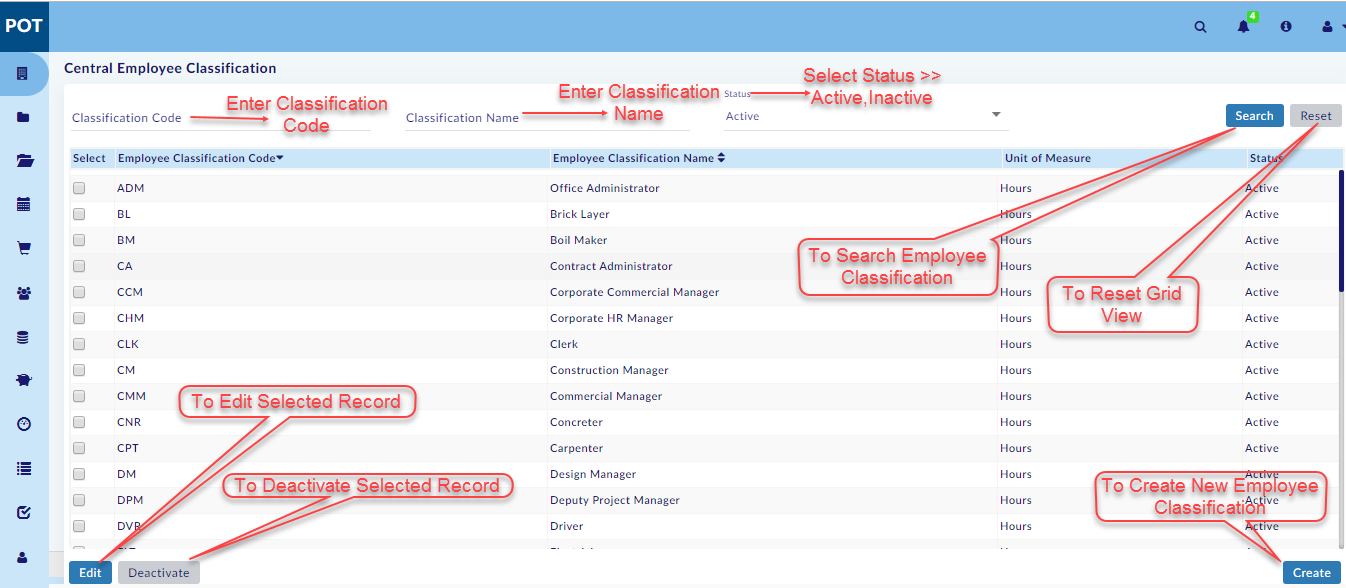 POT
4
Central Employee Classification
Classification Code
Enter Classification
Code
Classification Name
Enter Classification
Name
Status
Active
Select Status >>
Active,Inactive
Search
Reset
Select Employee Classification Code Employee Classification Name Unit of Measure Status
ADM Office Administrator Hours Active
BL Brick Layer Hours Active
BM Boil Maker Hours Active
CA Contract Administrator Hours Active
CCM Corporate Commercial Manager Hours Active
CHM Corporate HR Manager Hours Active
CLK Clerk Hours Active
CM Construction Manager Hours Active
CMM Commercial Manager Hours Active
CNR Concreter Hours Active
CPT Carpenter Hours Active
DM Design Manager Hours Active
DPM Deputy Project Manager Hours Active
DVR Driver Hours Active
To Search Employee
Classification
To Reset Grid
View
To Edit Selected Record
To Deactivate Selected Record
To Create New Employee
Classification
Edit
Deactivate
Create